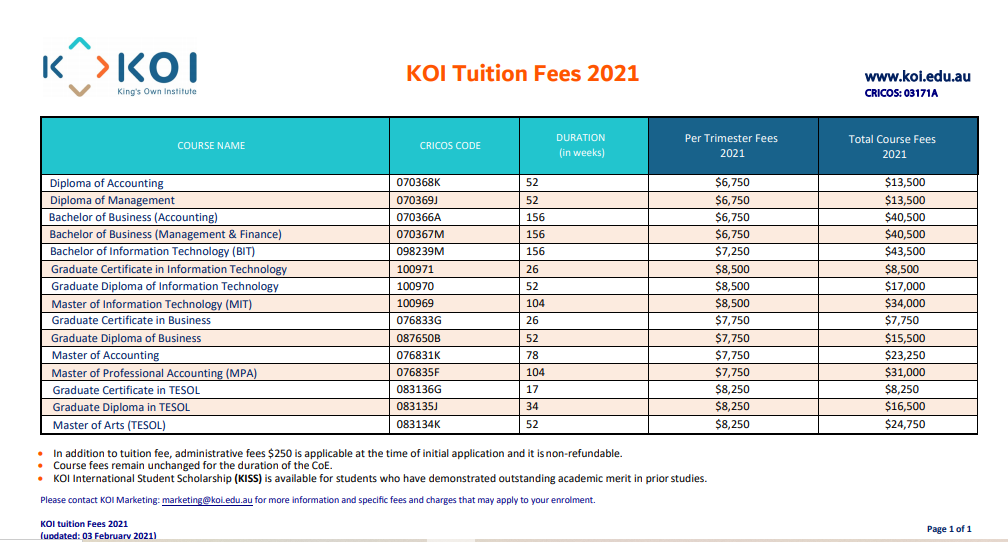 KOI
King's Own Institute
KOI Tuition Fees 2021
www.koi.edu.au
CRICOS: 03171A
COURSE NAME CRICOS CODE DURATION (in weeks) Per Trimester Fees 2021 Total Course Fees 2021
Diploma of Accounting 070368K 52 $6,750 $13,500
Diploma of Management 070369J 52 $6,750 $13,500
Bachelor of Business (Accounting) 070366A 156 $6,750 $40,500
Bachelor of Business (Management & Finance) 070367M 156 $6,750 $40,500
Bachelor of Information Technology (BIT) 098239M 156 $7,250 $43,500
Graduate Certificate in Information Technology 100971 26 $8,500 $8,500
Graduate Diploma of Information Technology 100970 52 $8,500 $17,000
Master of Information Technology (MIT) 100969 104 $8,500 $34,000
Graduate Certificate in Business 076833G 26 $7,750 $7,750
Graduate Diploma of Business 087650B 52 $7,750 $15,500
Master of Accounting 076831K 78 $7,750 $23,250
Master of Professional Accounting (MPA) 076835F 104 $7,750 $31,000
Graduate Certificate in TESOL 083136G 17 $8,250 $8,250
Graduate Diploma in TESOL 083135J 34 $8,250 $16,500
Master of Arts (TESOL) 083134K 52 $8,250 $24,750
• In addition to tuition fee, administrative fees $250 is applicable at the time of initial application and it is non-refundable.
• Course fees remain unchanged for the duration of the CoE.
• KOI International Student Scholarship (KISS) is available for students who have demonstrated outstanding academic merit in prior studies.
Please contact KOI Marketing: marketing@koi.edu.au for more information and specific fees and charges that may apply to your enrolment.
KOI tuition Fees 2021
(updated: 03 February 2021)
Page 1 of 1